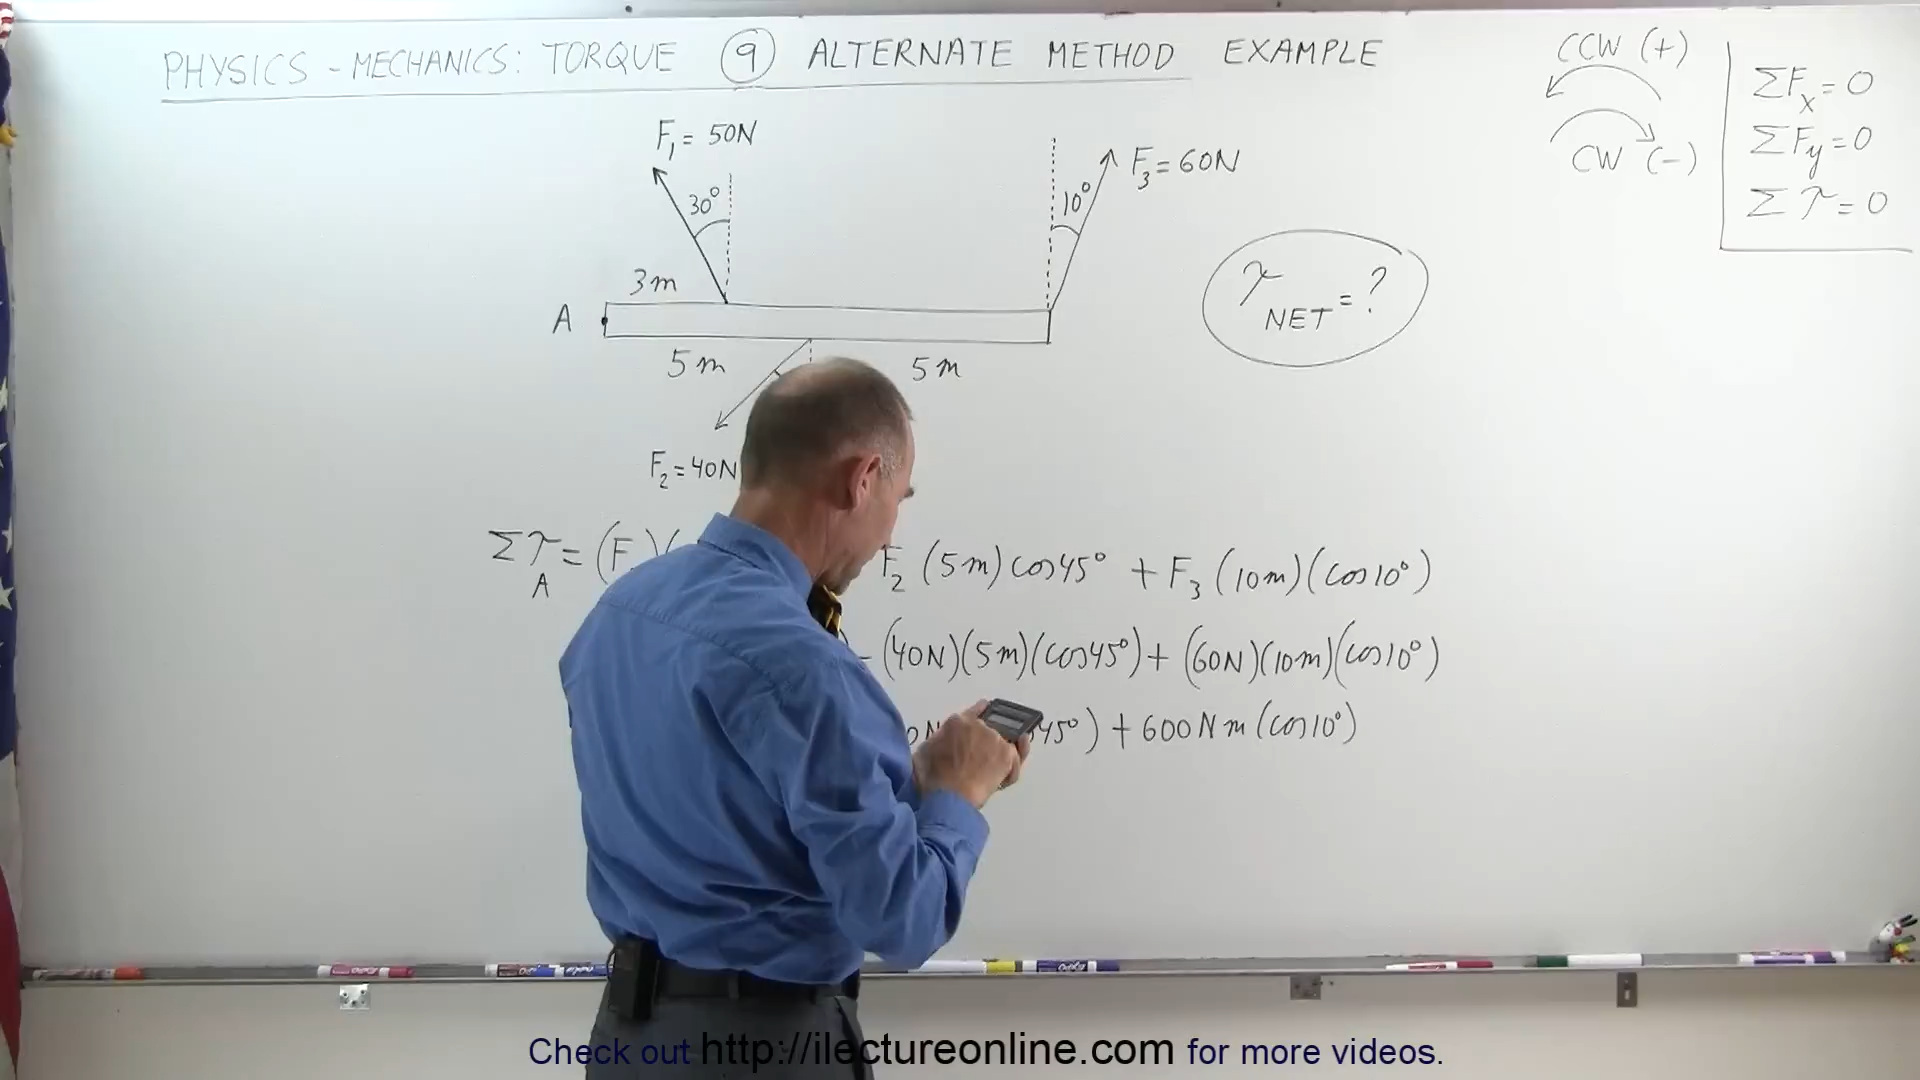 PHYSICS - MECHANICS: TORQUE 9 ALTERNATE METHOD EXAMPLE
CCW (+)
CW (-)
ΣFx = 0
ΣFy = 0
Στ = 0
F1 = 50N
30°
10°
F3 = 60N
3m
A
5m
5m
τNET = ?
F2 = 40N
ΣτA = (F F2 (5m) cos45° + F3 (10m)(cos10°)
- (40N)(5m)(cos45°) + (60N)(10m)(cos10°)
45°) + 600Nm (cos10°)
Check out http://ilectureonline.com for more videos.